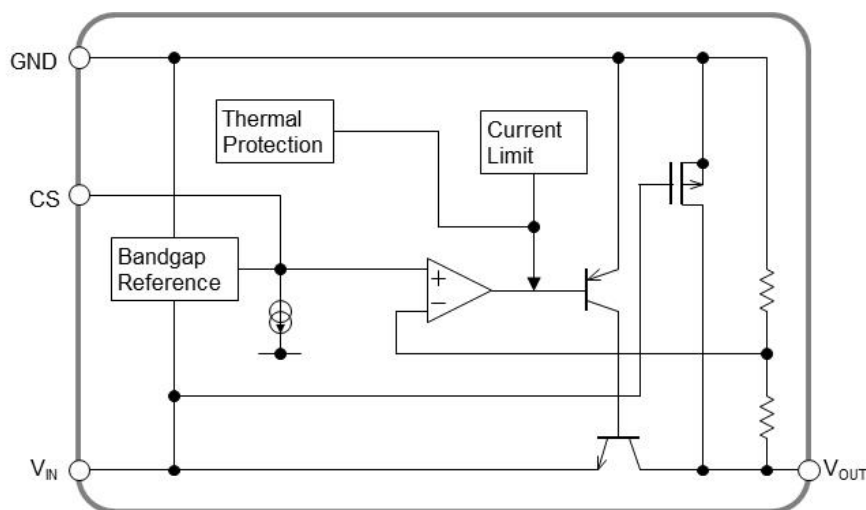 GND
Thermal
Protection
Current
Limit
CS
Bandgap
Reference
+
−
VIN
VOUT